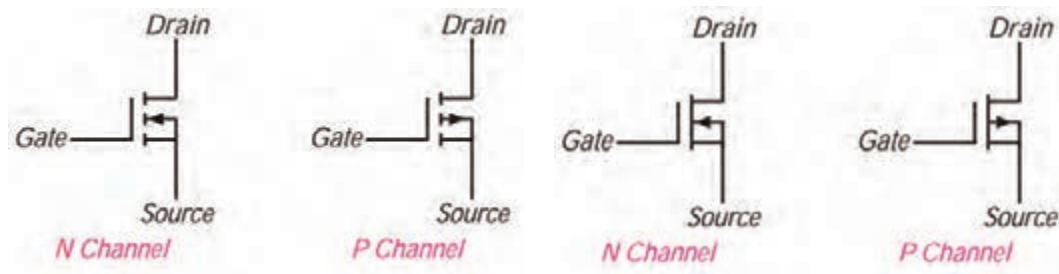 Drain
Gate
Source
N Channel
Drain
Gate
Source
P Channel
Drain
Gate
Source
N Channel
Drain
Gate
Source
P Channel